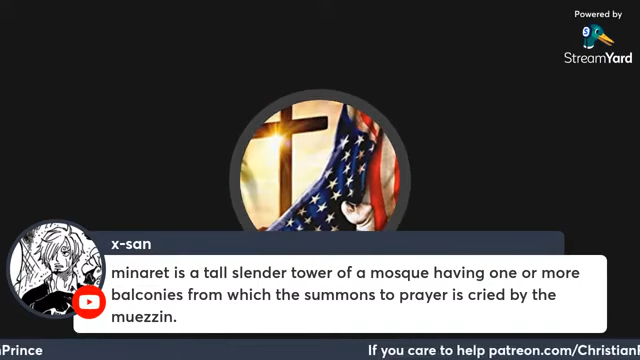 Powered by
StreamYard
x-san
minaret is a tall slender tower of a mosque having one or more
balconies from which the summons to prayer is cried by the
muezzin.
Prince
If you care to help patreon.com/Christian